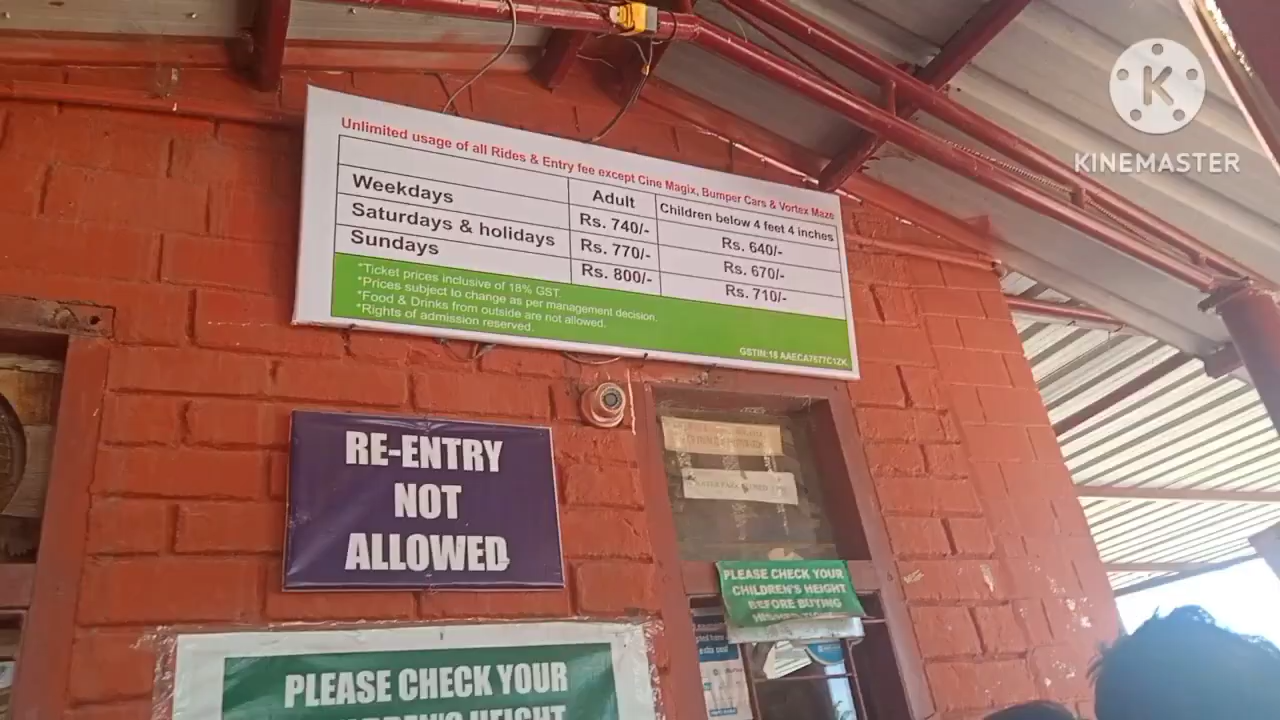 KINEMASTER
Unlimited usage of all Rides & Entry fee except Cine Magix, Bumper Cars & Vortex Maze
Adult Children below 4 feet 4 inches
Weekdays Rs. 740/- Rs. 640/-
Saturdays & holidays Rs. 770/- Rs. 670/-
Sundays Rs. 800/- Rs. 710/-
*Ticket prices inclusive of 18% GST.
*Prices subject to change as per management decision.
*Food & Drinks from outside are not allowed.
*Rights of admission reserved.
RE-ENTRY
NOT
ALLOWED
PLEASE CHECK YOUR
CHILDREN'S HEIGHT
BEFORE BUYING
PLEASE CHECK YOUR
CHILDREN'S HEIGHT